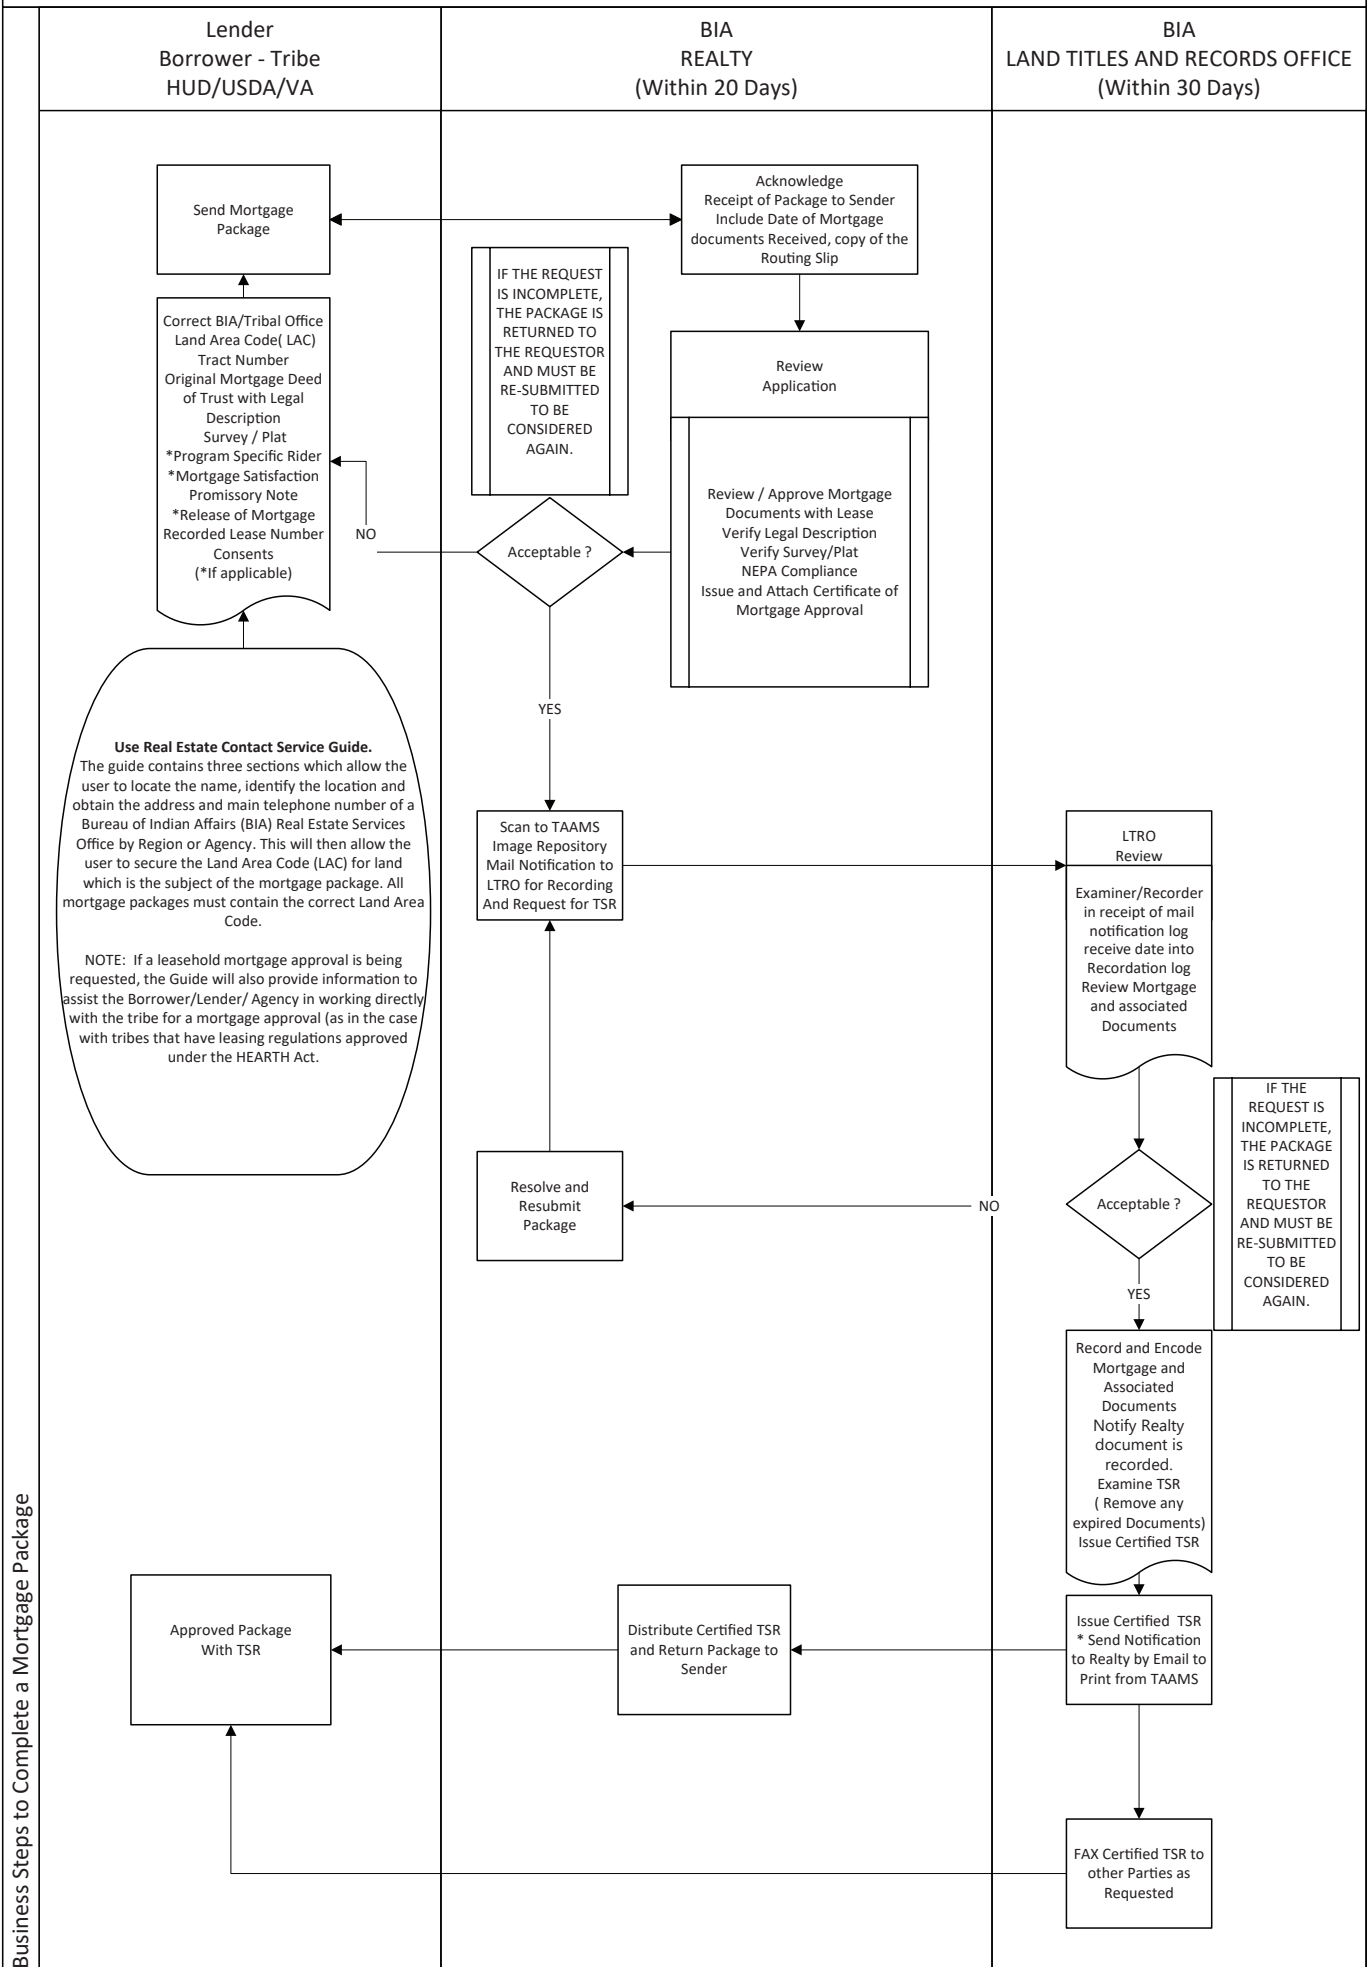 Lender
Borrower - Tribe
HUD/USDA/VA
BIA
REALTY
(Within 20 Days)
BIA
LAND TITLES AND RECORDS OFFICE
(Within 30 Days)
Send Mortgage
Package
Acknowledge
Receipt of Package to Sender
Include Date of Mortgage
documents Received, copy of the
Routing Slip
IF THE REQUEST
IS INCOMPLETE,
THE PACKAGE IS
RETURNED TO
THE REQUESTOR
AND MUST BE
RE-SUBMITTED
TO BE
CONSIDERED
AGAIN.
Correct BIA/Tribal Office
Land Area Code( LAC)
Tract Number
Original Mortgage Deed
of Trust with Legal
Description
Survey / Plat
*Program Specific Rider
*Mortgage Satisfaction
Promissory Note
*Release of Mortgage
Recorded Lease Number
Consents
(*If applicable)
Review
Application
Review / Approve Mortgage
Documents with Lease
Verify Legal Description
Verify Survey/Plat
NEPA Compliance
Issue and Attach Certificate of
Mortgage Approval
NO
Acceptable ?
YES
Use Real Estate Contact Service Guide.
The guide contains three sections which allow the
user to locate the name, identify the location and
obtain the address and main telephone number of a
Bureau of Indian Affairs (BIA) Real Estate Services
Office by Region or Agency. This will then allow the
user to secure the Land Area Code (LAC) for land
which is the subject of the mortgage package. All
mortgage packages must contain the correct Land Area
Code.
NOTE: If a leasehold mortgage approval is being
requested, the Guide will also provide information to
assist the Borrower/Lender/ Agency in working directly
with the tribe for a mortgage approval (as in the case
with tribes that have leasing regulations approved
under the HEARTH Act.
Scan to TAAMS
Image Repository
Mail Notification to
LTRO for Recording
And Request for TSR
LTRO
Review
Examiner/Recorder
in receipt of mail
notification log
receive date into
Recordation log
Review Mortgage
and associated
Documents
IF THE
REQUEST IS
INCOMPLETE,
THE PACKAGE
IS RETURNED
TO THE
REQUESTOR
AND MUST BE
RE-SUBMITTED
TO BE
CONSIDERED
AGAIN.
Resolve and
Resubmit
Package
NO
Acceptable ?
YES
Record and Encode
Mortgage and
Associated
Documents
Notify Realty
document is
recorded.
Examine TSR
( Remove any
expired Documents)
Issue Certified TSR
Approved Package
With TSR
Distribute Certified TSR
and Return Package to
Sender
Issue Certified TSR
* Send Notification
to Realty by Email to
Print from TAAMS
FAX Certified TSR to
other Parties as
Requested
Business Steps to Complete a Mortgage Package